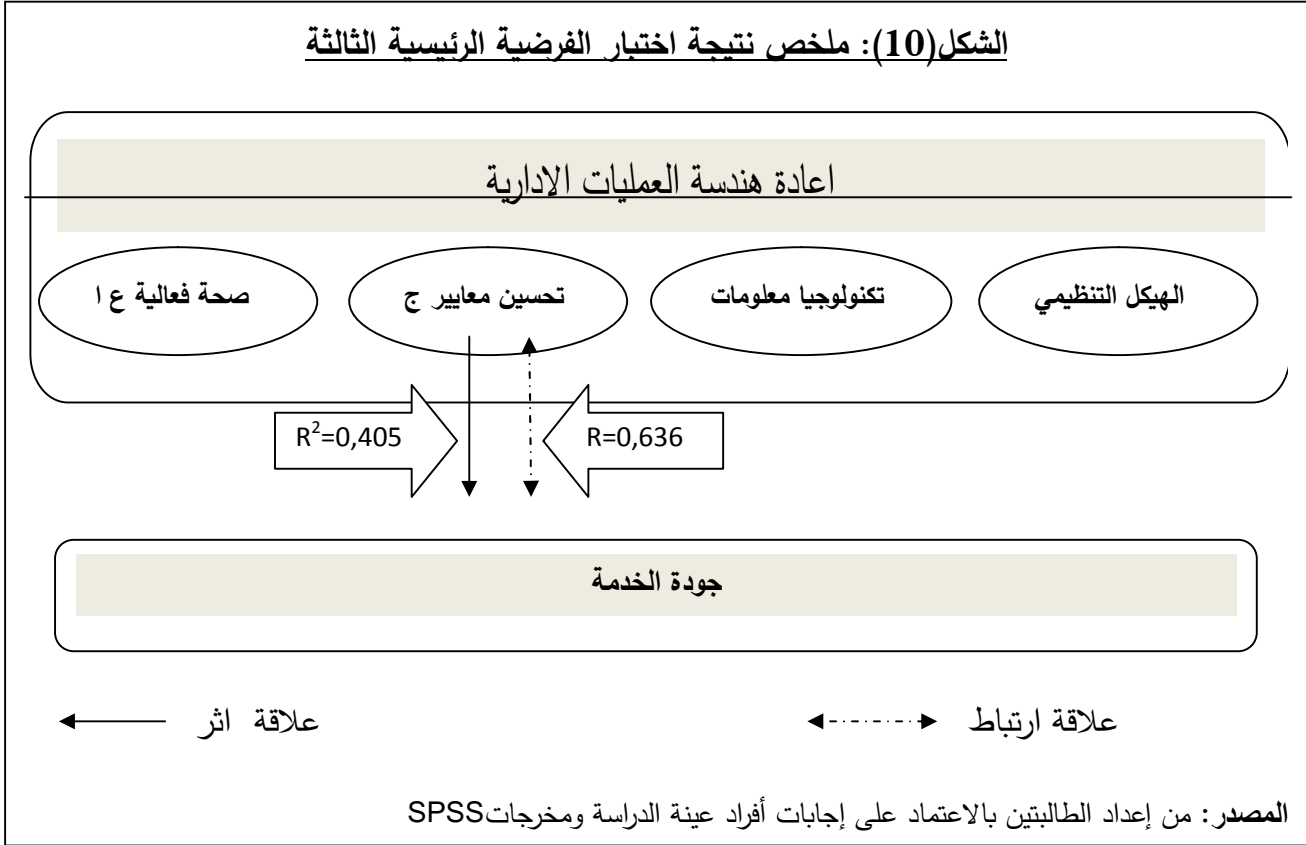 الشكل(10): ملخص نتيجة اختبار الفرضية الرئيسية الثالثة
اعادة هندسة العمليات الادارية
الهيكل التنظيمي
تكنولوجيا معلومات
تحسين معايير ج
صحة فعالية ع ا
R²=0,405
R=0,636
جودة الخدمة
علاقة ارتباط
علاقة اثر
المصدر: من إعداد الطالبتين بالاعتماد على إجابات أفراد عينة الدراسة ومخرجاتSPSS